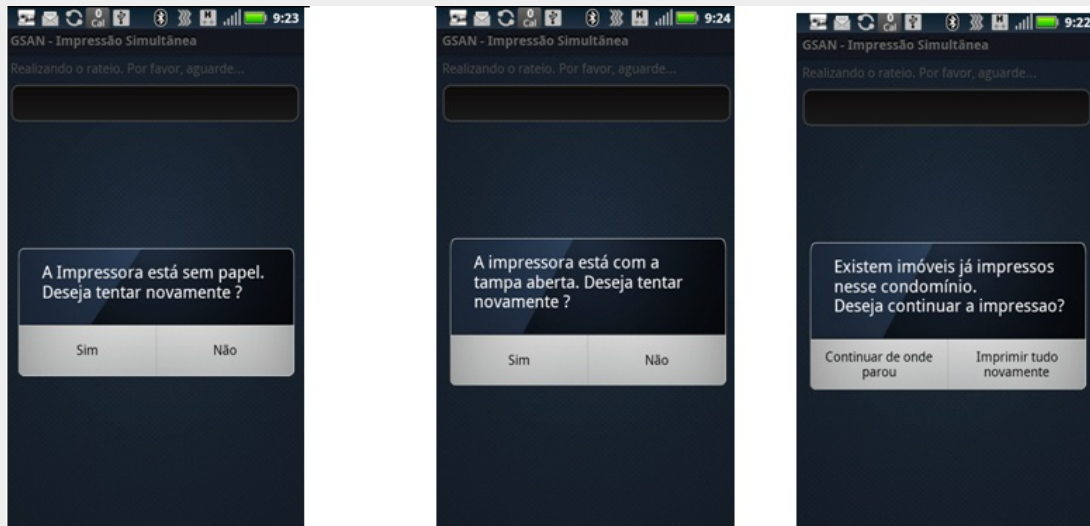 9:23
GSAN - Impressão Simultânea
Realizando o rateio. Por favor, aguarde...
A Impressora está sem papel.
Deseja tentar novamente ?
Sim
Não
9:24
GSAN - Impressão Simultânea
Realizando o rateio. Por favor, aguarde...
A impressora está com a
tampa aberta. Deseja tentar
novamente ?
Sim
Não
9:22
GSAN - Impressão Simultânea
Realizando o rateio. Por favor, aguarde...
Existem imóveis já impressos
nesse condomínio.
Deseja continuar a impressao?
Continuar de onde
parou
Imprimir tudo
novamente